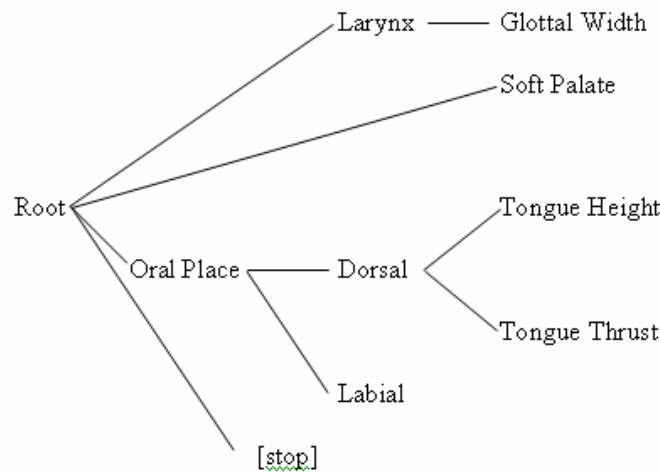 Larynx Glottal Width
Soft Palate
Root Tongue Height
Oral Place Dorsal
Tongue Thrust
Labial
[stop]